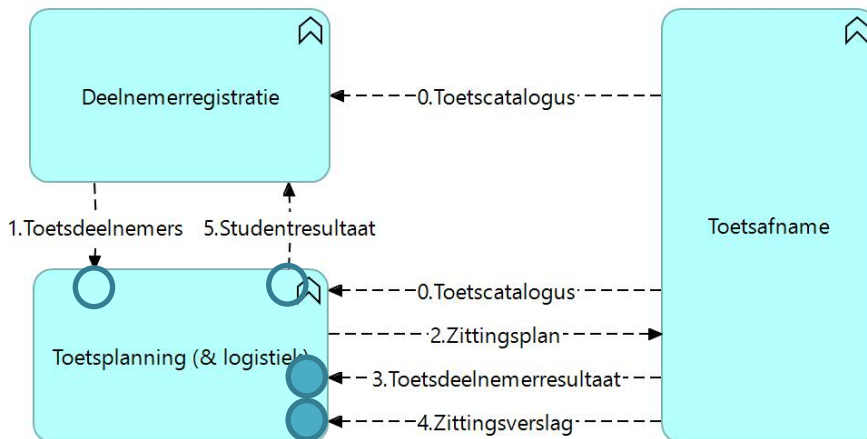 Deelnemerregistratie
0.Toetscatalogus
1.Toetsdeelnemers
5.Studentresultaat
Toetsafname
0.Toetscatalogus
2.Zittingsplan
Toetsplanning (& logistiek)
3.Toetsdeelnemerresultaat
4.Zittingsverslag